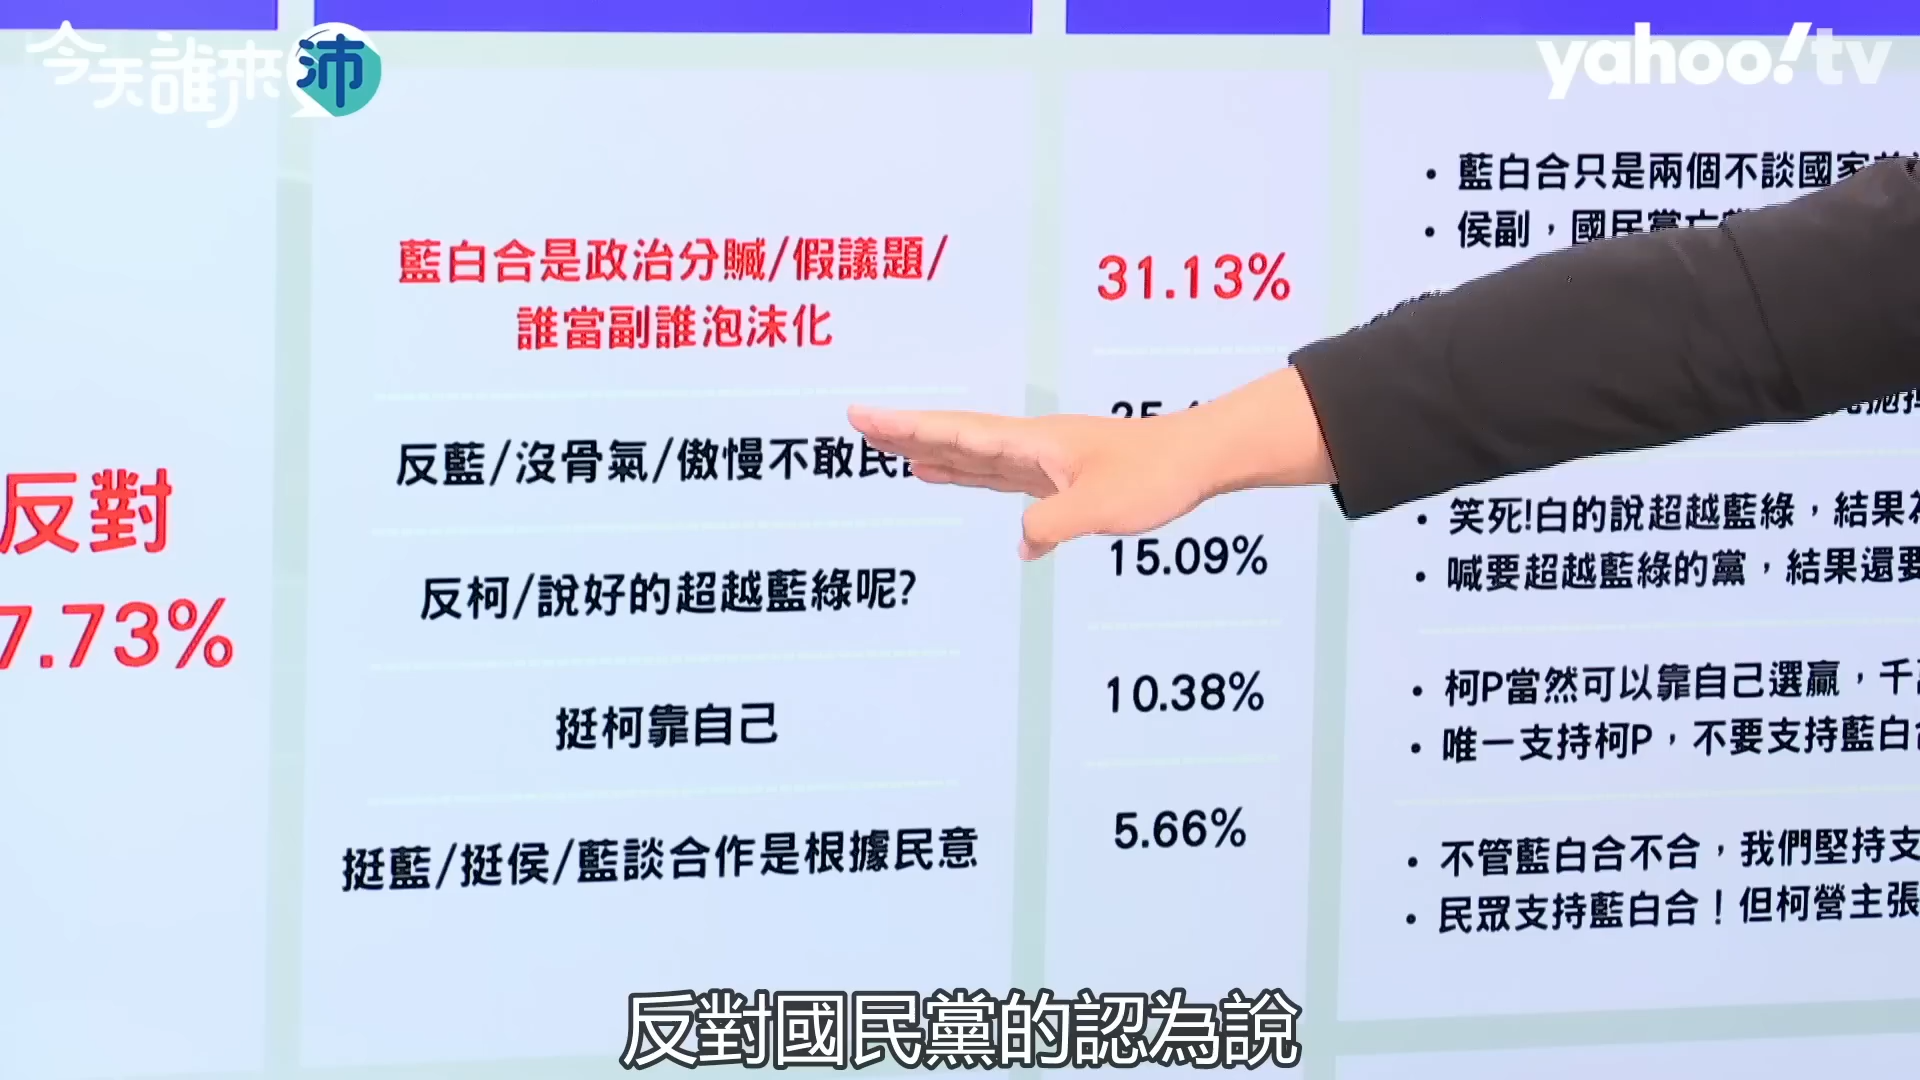 今天誰來沛
yahoo!tv
反對
7.73%
藍白合是政治分贓/假議題/
誰當副誰泡沫化
31.13%
反藍/沒骨氣/傲慢不敢民
反柯/說好的超越藍綠呢?
15.09%
挺柯靠自己
10.38%
挺藍/挺侯/藍談合作是根據民意
5.66%
• 藍白合只是兩個不談國家
• 侯副，國民黨亡
• 笑死!白的說超越藍綠，結果為
• 喊要超越藍綠的黨，結果還要
• 柯P當然可以靠自己選贏，千
• 唯一支持柯P，不要支持藍白合
• 不管藍白合不合，我們堅持支
• 民眾支持藍白合！但柯營主張
反對國民黨的認為說